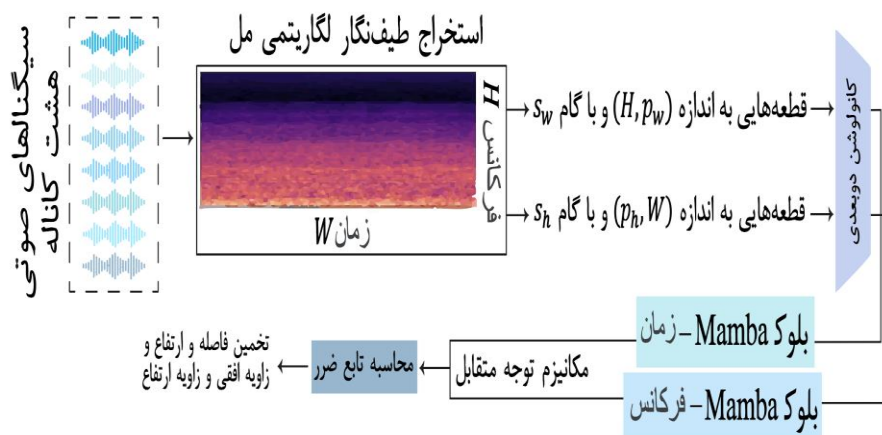 سیگنالهای صوتی
هشت کاناله
استخراج طیف‌نگار لگاریتمی مل
فرکانس H
زمان W
قطعه‌هایی به اندازه (H, p_w) و با گام s_w
قطعه‌هایی به اندازه (p_h, W) و با گام s_h
کانولوشن دوبعدی
بلوک Mamba – زمان
بلوک Mamba – فرکانس
مکانیزم توجه متقابل
محاسبه تابع ضرر
تخمین فاصله و ارتفاع و
زاویه افقی و زاویه ارتفاع